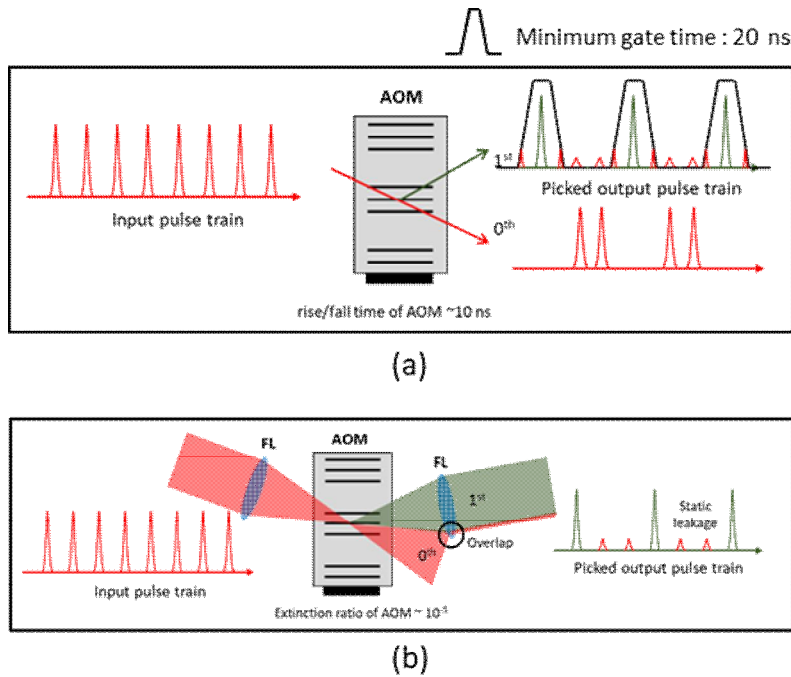 Minimum gate time : 20 ns
AOM
1st
Input pulse train
Picked output pulse train
0th
rise/fall time of AOM ~10 ns
(a)
FL
AOM
FL
1st
Static
leakage
0th
Overlap
Input pulse train
Picked output pulse train
Extinction ratio of AOM ~ 10-3
(b)